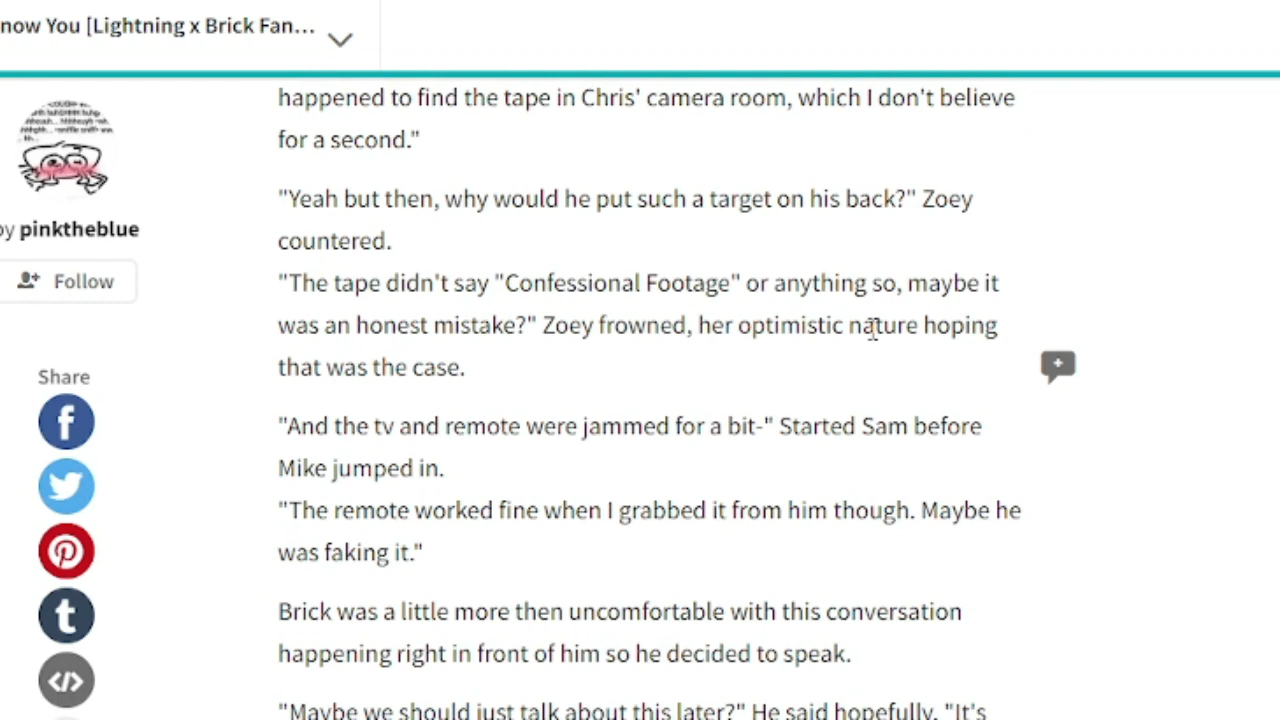 now You [Lightning x Brick Fan...
happened to find the tape in Chris' camera room, which I don't believe
for a second."
"Yeah but then, why would he put such a target on his back?" Zoey
by pinktheblue
countered.
Follow
"The tape didn't say "Confessional Footage" or anything so, maybe it
was an honest mistake?" Zoey frowned, her optimistic nature hoping
that was the case.
Share
"And the tv and remote were jammed for a bit-" Started Sam before
Mike jumped in.
"The remote worked fine when I grabbed it from him though. Maybe he
was faking it."
Brick was a little more then uncomfortable with this conversation
happening right in front of him so he decided to speak.
"Maybe we should just talk about this later?" He said hopefully. "It's